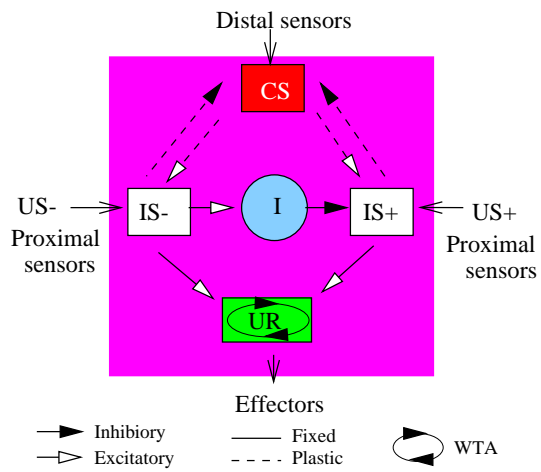 Distal sensors
CS
US-
IS-
I
IS+
US+
Proximal
sensors
Proximal
sensors
UR
Effectors
Inhibiory
Fixed
WTA
Excitatory
Plastic